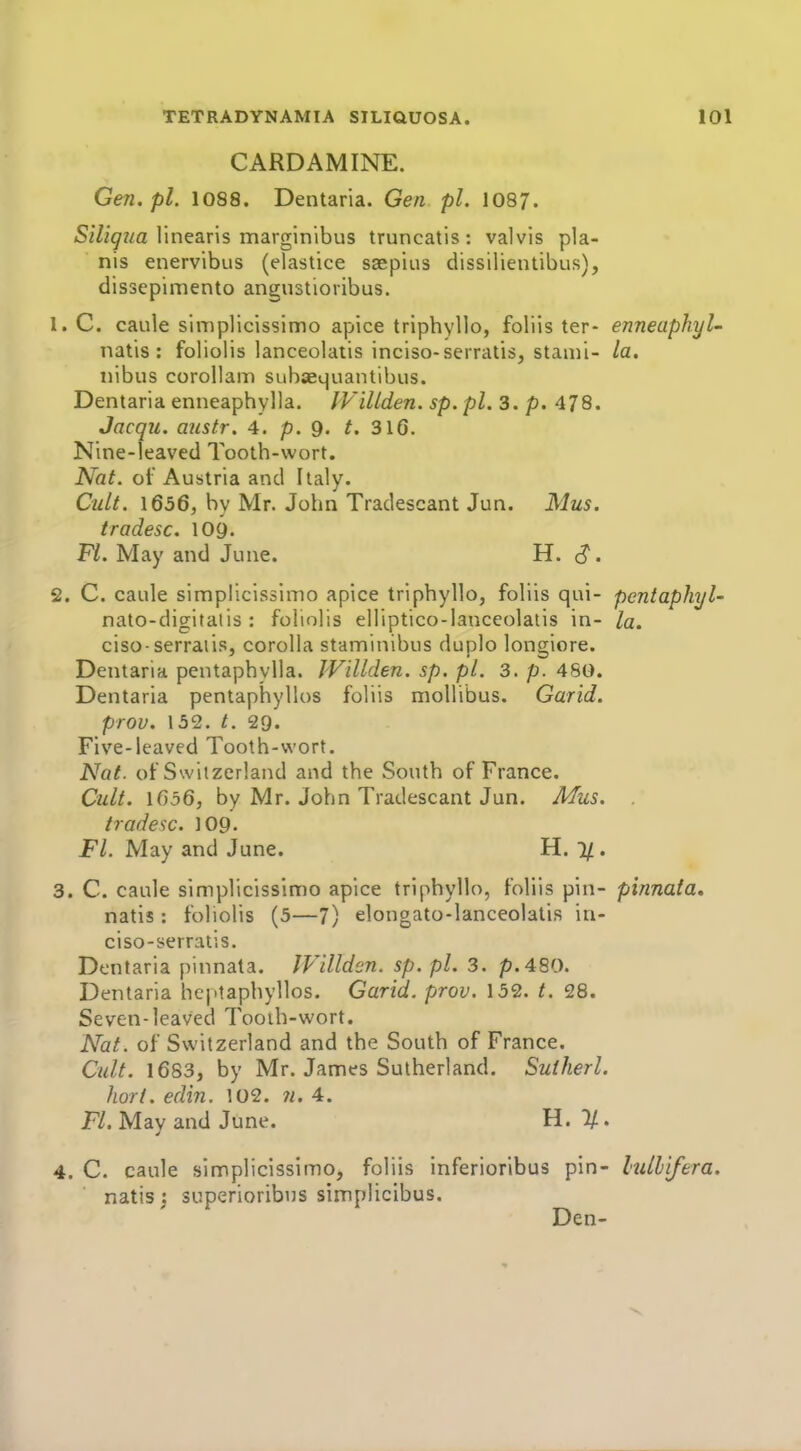 TETRADYNAMIA SILIQUOSA. 101
CARDAMINE.
Gen. pl. 1088. Dentaria. Gen. pl. 1087.
Siliqua linearis marginibus truncatis: valvis pla-
nis enervibus (elastice sæpius dissilientibus),
dissepimento angustioribus.
1. C. caule simplicissimo apice triphyllo, foliis ter- enneaphyl-
natis: foliolis lanceolatis inciso-serratis, stami- la.
nibus corollam subæquantibus.
Dentaria enneaphylla. Willden. sp. pl. 3. p. 478.
Jacqu. austr. 4. p. 9. t. 316.
Nine-leaved Tooth-wort.
Nat. of Austria and Italy.
Cult. 1656, by Mr. John Tradescant Jun. Mus.
tradesc. 109.
Fl. May and June. H. ♂.
2. C. caule simplicissimo apice triphyllo, foliis qui- pentaphyl-
nato-digitatis: foliolis elliptico-lanceolatis in- la.
ciso-serratis, corolla staminibus duplo longiore.
Dentaria pentaphylla. Willden. sp. pl. 3. p. 480.
Dentaria pentaphyllos foliis mollibus. Garid.
prov. 152. t. 29.
Five-leaved Tooth-wort.
Nat. of Switzerland and the South of France.
Cult. 1656, by Mr. John Tradescant Jun. Mus.
tradesc. 109.
Fl. May and June. H. ♃.
3. C. caule simplicissimo apice triphyllo, foliis pin- pinnata.
natis: foliolis (5—7) elongato-lanceolatis in-
ciso-serratis.
Dentaria pinnata. Willden. sp. pl. 3. p. 480.
Dentaria heptaphyllos. Garid. prov. 152. t. 28.
Seven-leaved Tooth-wort.
Nat. of Switzerland and the South of France.
Cult. 1683, by Mr. James Sutherland. Sutherl.
hort. edin. 102. n. 4.
Fl. May and June. H. ♃.
4. C. caule simplicissimo, foliis inferioribus pin- bulbifera.
natis; superioribus simplicibus.
Den-